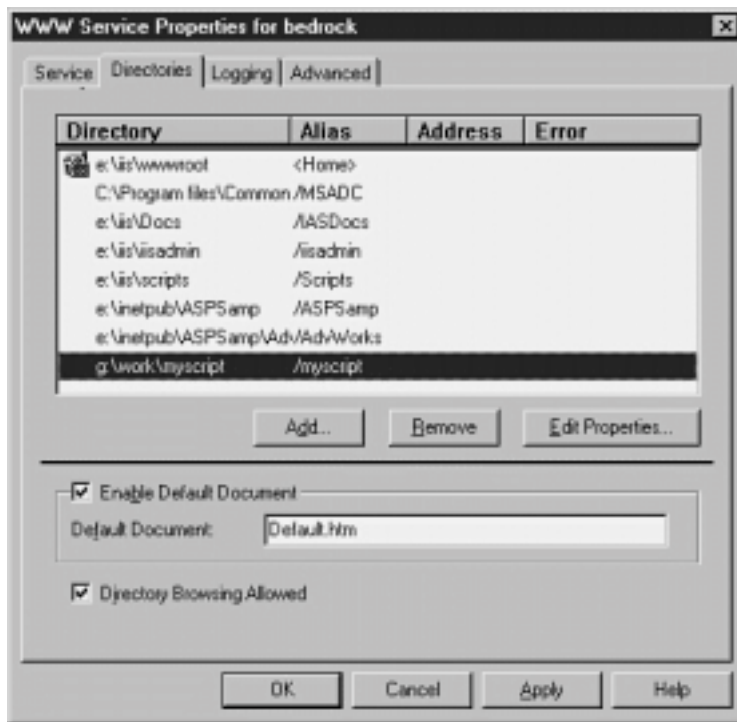 WWW Service Properties for bedrock
Service Directories Logging Advanced
Directory Alias Address Error
e:\iis\wwwroot <Home>
C:\Program files\Common /MSADC
e:\iis\Docs /IASDocs
e:\iis\iisadmin /iisadmin
e:\iis\scripts /Scripts
e:\inetpub\ASPSamp /ASPSamp
e:\inetpub\ASPSamp\Adv /AdvWorks
g:\work\myscript /myscript
Add... Remove Edit Properties...
Enable Default Document
Default Document: Default.htm
Directory Browsing Allowed
OK Cancel Apply Help